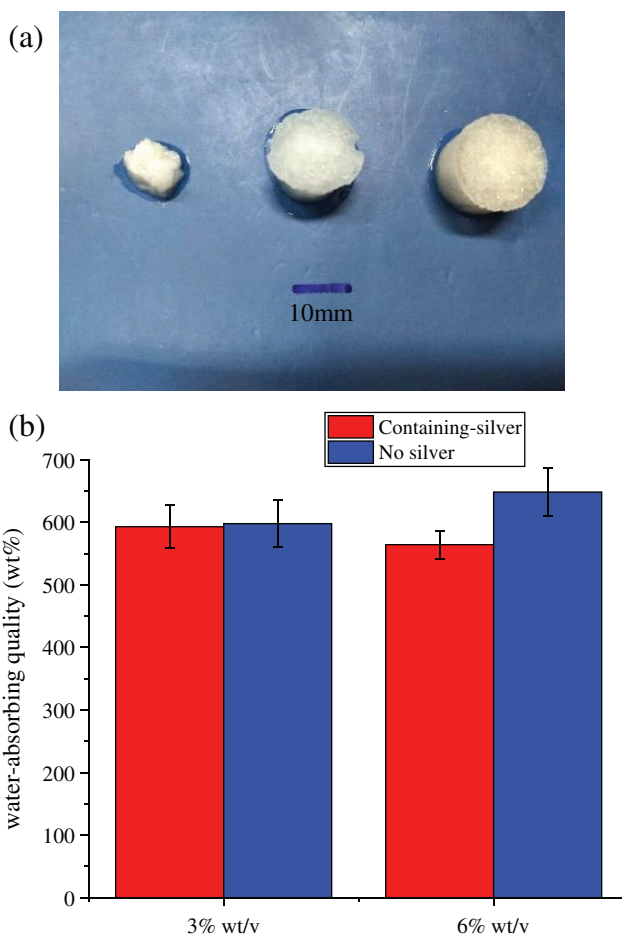 (a)
10mm
(b)
Containing-silver
No silver
water-absorbing quality (wt%)
700
600
500
400
300
200
100
0
3% wt/v
6% wt/v